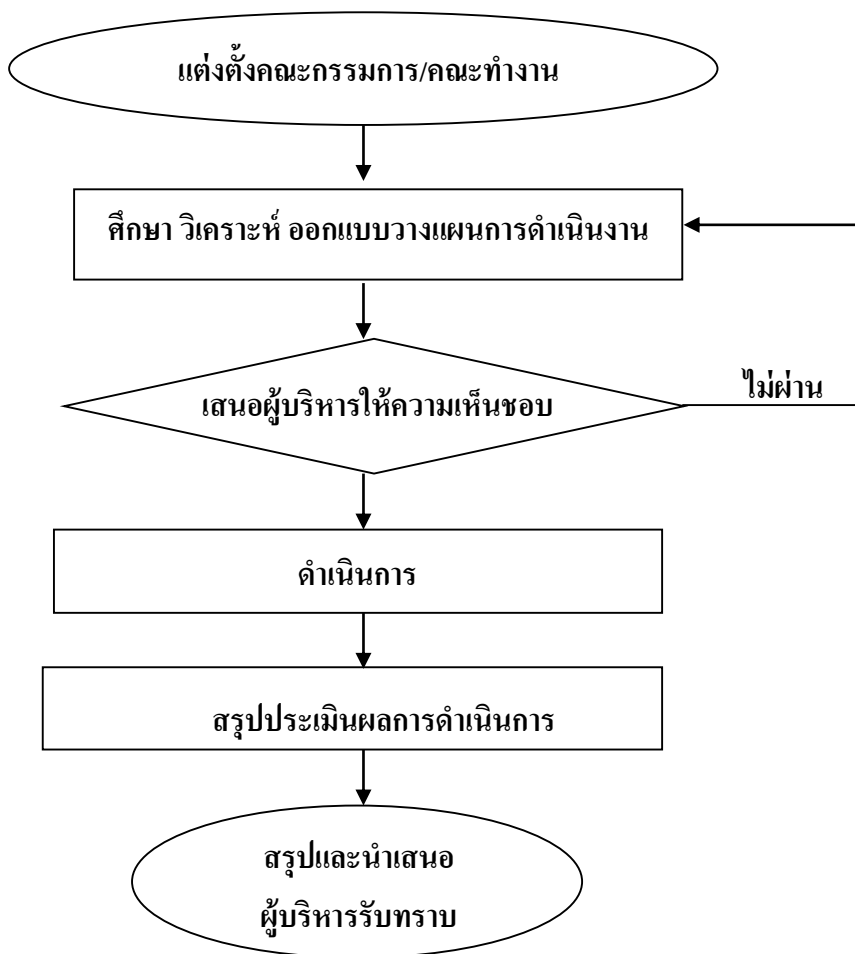 แต่งตั้งคณะกรรมการ/คณะทำงาน
ศึกษา วิเคราะห์ ออกแบบวางแผนการดำเนินงาน
เสนอผู้บริหารให้ความเห็นชอบ
ไม่ผ่าน
ดำเนินการ
สรุปประเมินผลการดำเนินการ
สรุปและนำเสนอ
ผู้บริหารรับทราบ